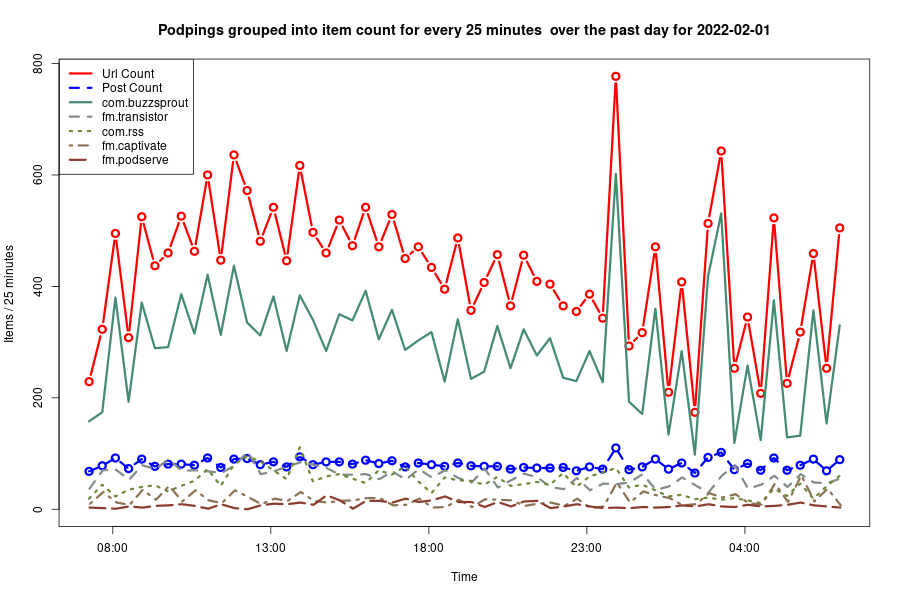 Podpings grouped into item count for every 25 minutes  over the past day for 2022-02-01
Items / 25 minutes
800
600
400
200
0
Url Count
Post Count
com.buzzsprout
fm.transistor
com.rss
fm.captivate
fm.podserve
08:00
13:00
18:00
23:00
04:00
Time